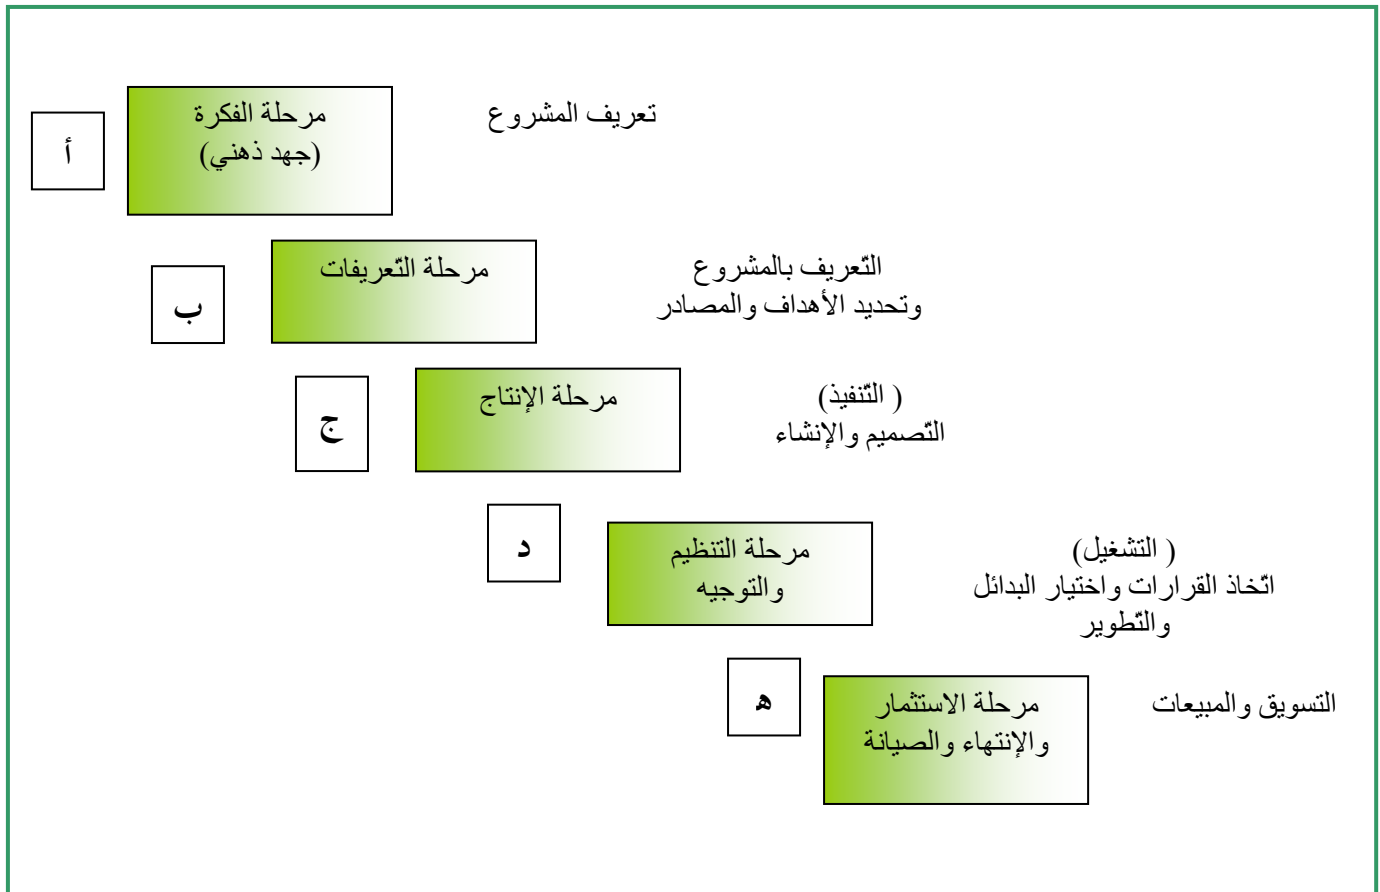 أ
مرحلة الفكرة
(جهد ذهني)
تعريف المشروع
ب
مرحلة التّعريفات
التّعريف بالمشروع
وتحديد الأهداف والمصادر
ج
مرحلة الإنتاج
( التّنفيذ)
التّصميم والإنشاء
د
مرحلة التنظيم
والتوجيه
( التشغيل)
اتّخاذ القرارات واختيار البدائل
والتّطوير
ه
مرحلة الاستثمار
والإنتهاء والصيانة
التسويق والمبيعات